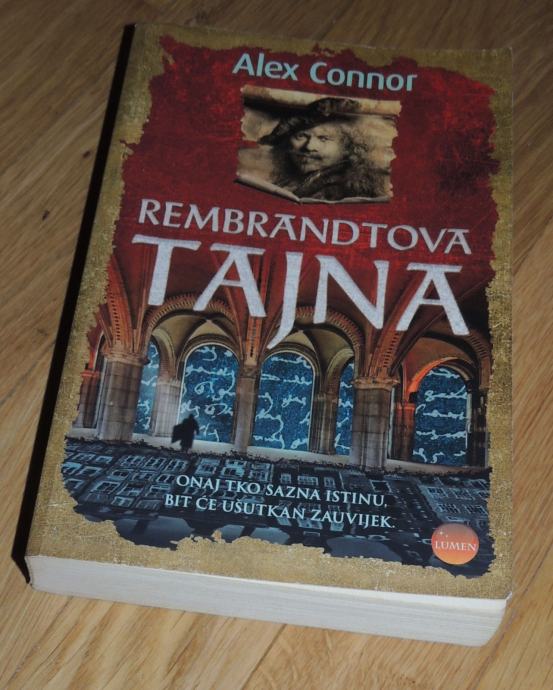 Alex Connor
REMBRANDTOVA
TAJNA
ONAJ TKO SAZNA ISTINU,
BIT ĆE UŠUTKAN ZAUVIJEK.
LUMEN